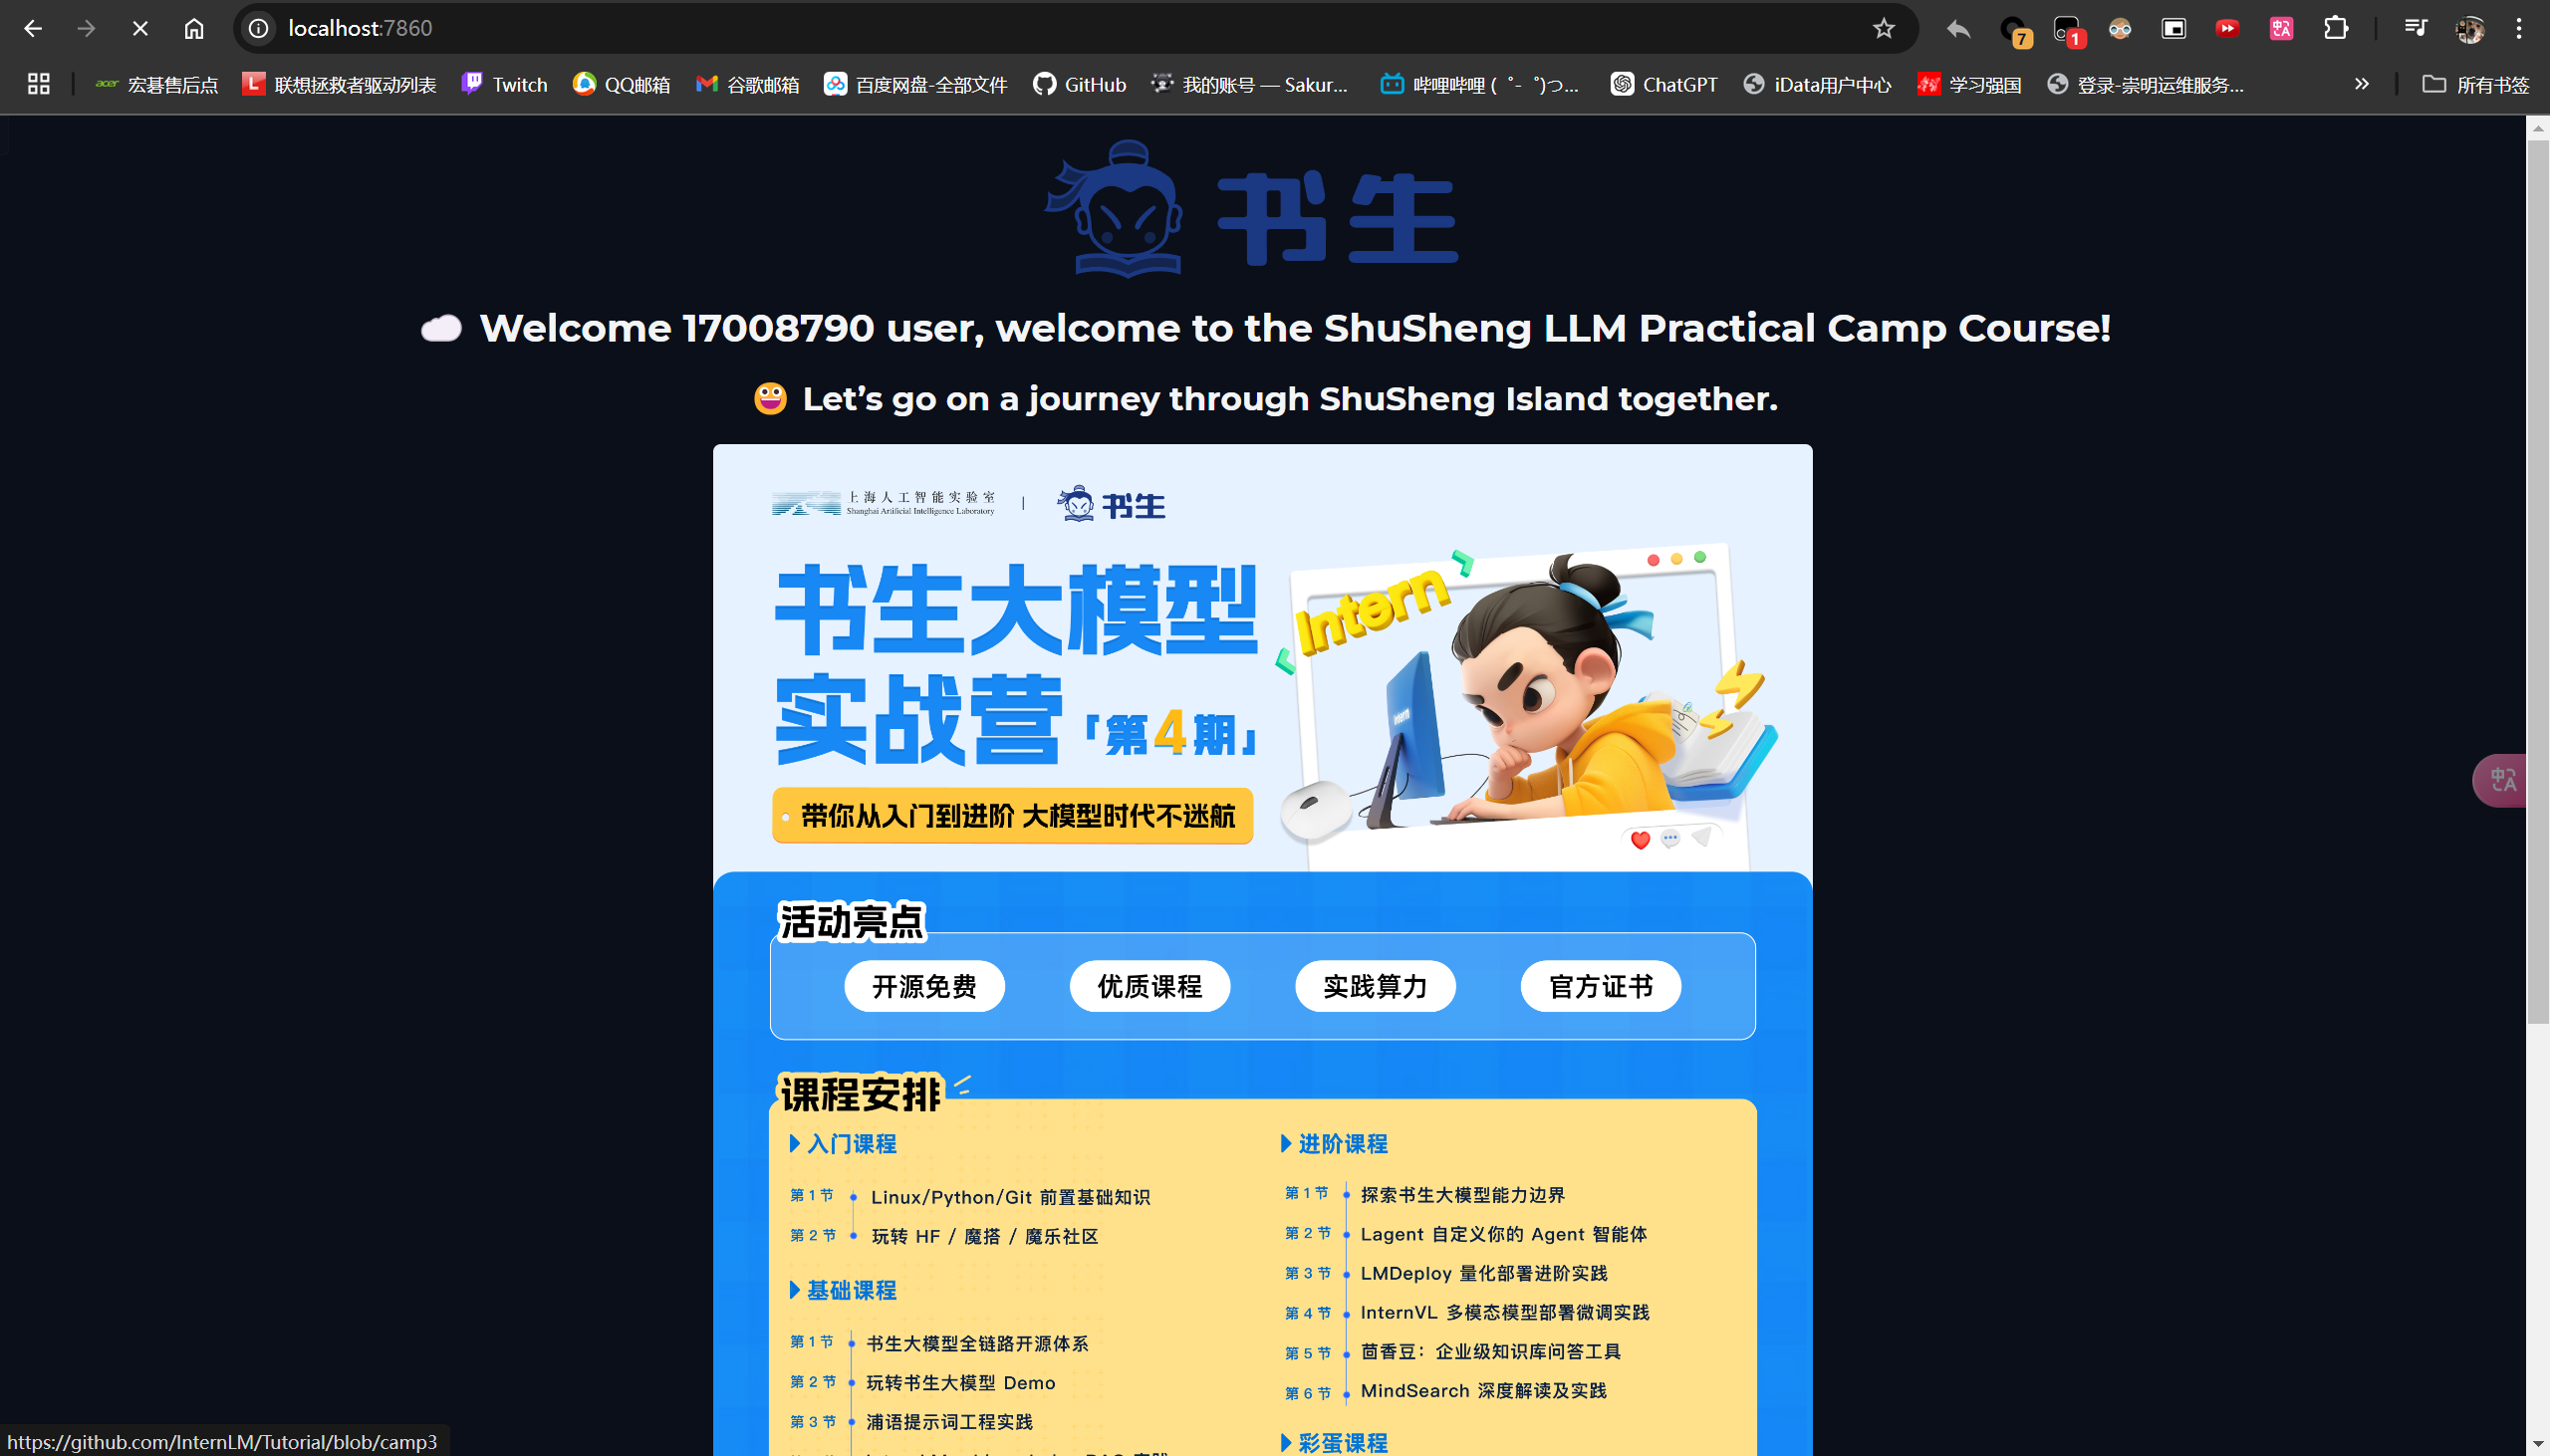 localhost:7860
7
1
acer 宏基售后点
L 联想拯救者驱动列表
Twitch
QQ邮箱
谷歌邮箱
百度网盘-全部文件
GitHub
我的账号 — Sakur...
哔哩哔哩 (゜-゜)つ...
ChatGPT
iData用户中心
学习强国
登录-崇明运维服务...
所有书签
书生
Welcome 17008790 user, welcome to the ShuSheng LLM Practical Camp Course!
Let’s go on a journey through ShuSheng Island together.
上海人工智能实验室
Shanghai Artificial Intelligence Laboratory
书生
书生大模型
实战营「第4期」
带你从入门到进阶 大模型时代不迷航
Intern
Intern
中A
活动亮点
开源免费 优质课程 实践算力 官方证书
课程安排
入门课程
第 1 节 Linux/Python/Git 前置基础知识
第 2 节 玩转 HF / 魔搭 / 魔乐社区
基础课程
第 1 节 书生大模型全链路开源体系
第 2 节 玩转书生大模型 Demo
第 3 节 浦语提示词工程实践
进阶课程
第 1 节 探索书生大模型能力边界
第 2 节 Lagent 自定义你的 Agent 智能体
第 3 节 LMDeploy 量化部署进阶实践
第 4 节 InternVL 多模态模型部署微调实践
第 5 节 茴香豆：企业级知识库问答工具
第 6 节 MindSearch 深度解读及实践
彩蛋课程
https://github.com/InternLM/Tutorial/blob/camp3